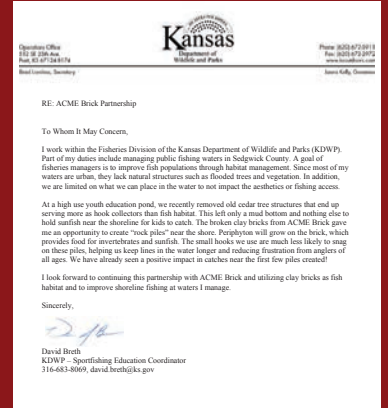 Kansas
Department of
Wildlife and Parks
Operations Office
RE: ACME Brick Partnership
To Whom It May Concern,
I work within the Fisheries Division of the Kansas Department of Wildlife and Parks (KDWP).
Part of my duties include managing public fishing waters in Sedgwick County. A goal of
fisheries managers is to improve fish populations through habitat management. Since most of my
waters are urban, they lack natural structures such as flooded trees and vegetation. In addition,
we are limited on what we can place in the water to not impact the aesthetics or fishing access.
At a high use youth education pond, we recently removed old cedar tree structures that end up
serving more as hook collectors than fish habitat. This left only a mud bottom and nothing else to
hold sunfish near the shoreline for kids to catch. The broken clay bricks from ACME Brick gave
me an opportunity to create “rock piles” near the shore. Periphyton will grow on the brick, which
provides food for invertebrates and sunfish. The small hooks we use are much less likely to snag
on these piles, helping us keep lines in the water longer and reducing frustration from anglers of
all ages. We have already seen a positive impact in catches near the first few piles created!
I look forward to continuing this partnership with ACME Brick and utilizing clay bricks as fish
habitat and to improve shoreline fishing at waters I manage.
Sincerely,
David Breth
KDWP – Sportfishing Education Coordinator
316-683-8069, david.breth@ks.gov